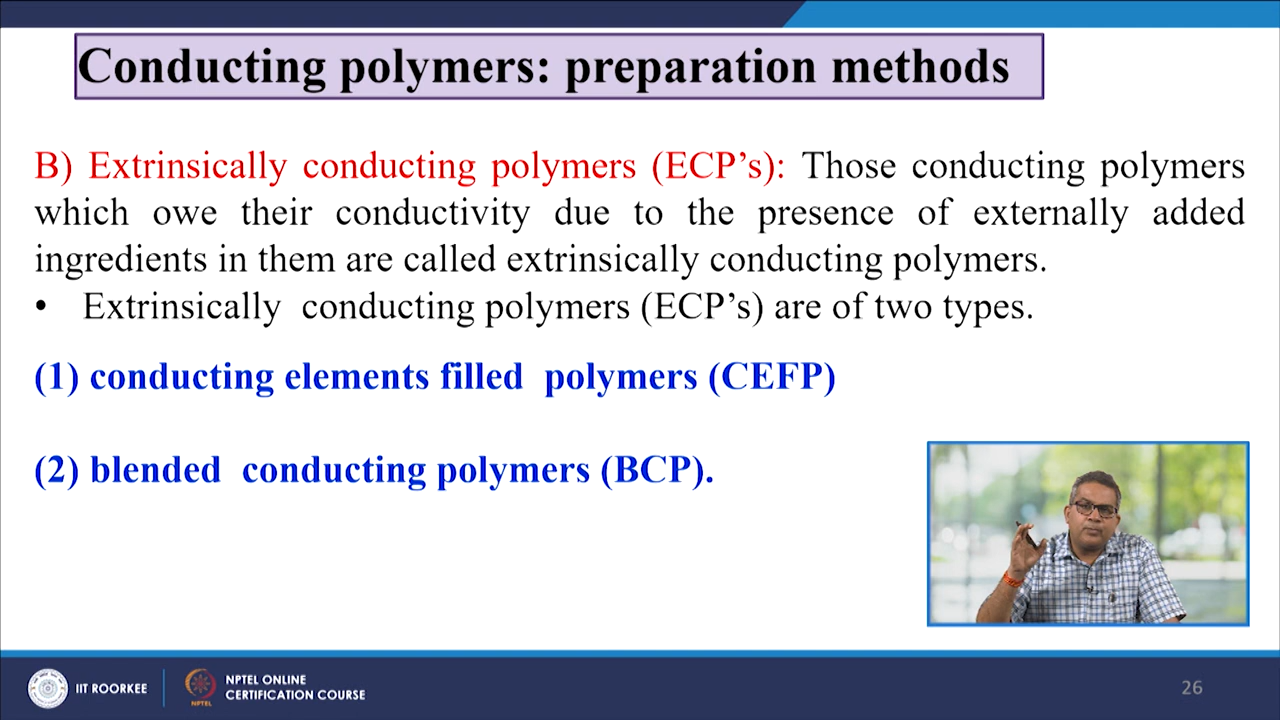 Conducting polymers: preparation methods
B) Extrinsically conducting polymers (ECP’s): Those conducting polymers
which owe their conductivity due to the presence of externally added
ingredients in them are called extrinsically conducting polymers.
• Extrinsically conducting polymers (ECP’s) are of two types.
(1) conducting elements filled polymers (CEFP)
(2) blended conducting polymers (BCP).
IIT ROORKEE
NPTEL
NPTEL ONLINE
CERTIFICATION COURSE
26